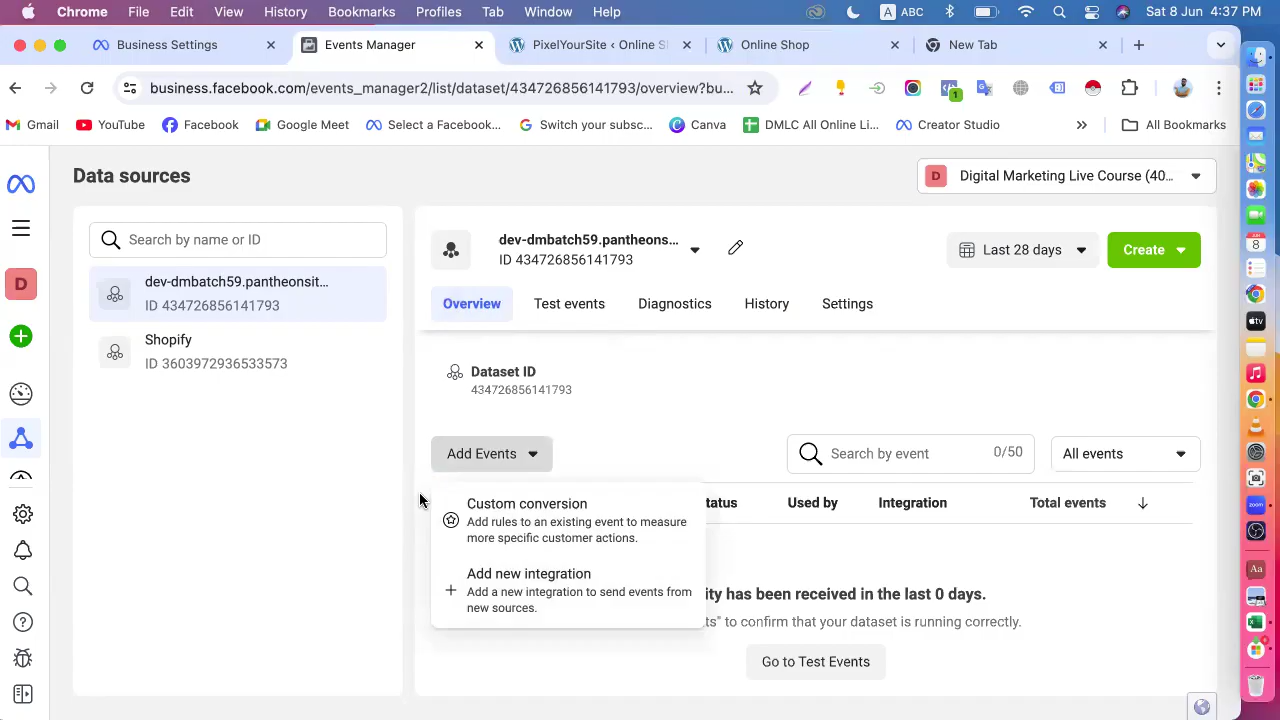 Chrome File Edit View History Bookmarks Profiles Tab Window Help A ABC Sat 8 Jun 4:37 PM
Business Settings Events Manager PixelYourSite ‹ Online S Online Shop New Tab
business.facebook.com/events_manager2/list/dataset/434726856141793/overview?bu...
1
Gmail YouTube Facebook Google Meet Select a Facebook... Switch your subsc... Canva DMLC All Online Li... Creator Studio All Bookmarks
Data sources
D Digital Marketing Live Course (40...
Search by name or ID
dev-dmbatch59.pantheonsit...
ID 434726856141793
Shopify
ID 3603972936533573
D
dev-dmbatch59.pantheons...
ID 434726856141793
Last 28 days
Create
Overview Test events Diagnostics History Settings
Dataset ID
434726856141793
Add Events
Search by event 0/50
All events
tatus Used by Integration Total events
Custom conversion
Add rules to an existing event to measure
more specific customer actions.
Add new integration
Add a new integration to send events from
new sources.
ity has been received in the last 0 days.
ts" to confirm that your dataset is running correctly.
Go to Test Events
JUN
8
tv
zoom
Aa